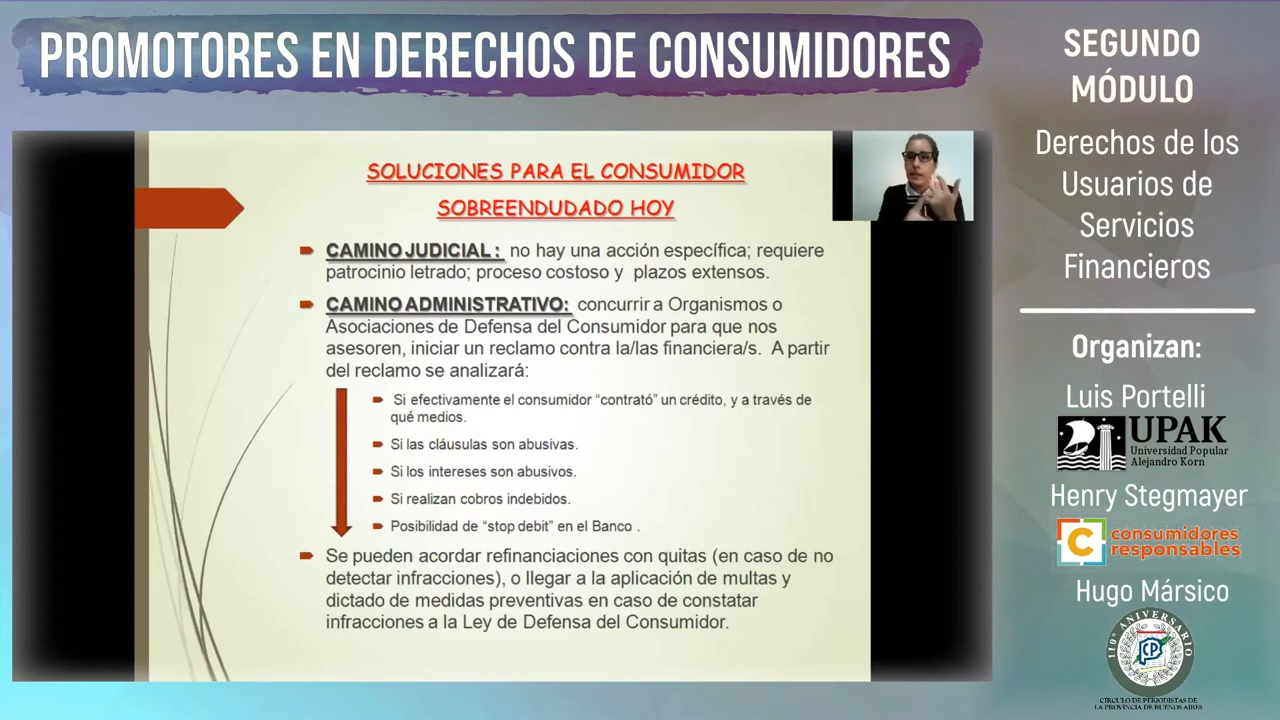 PROMOTORES EN DERECHOS DE CONSUMIDORES
SOLUCIONES PARA EL CONSUMIDOR
SOBREENDUDADO HOY
CAMINO JUDICIAL : no hay una acción específica; requiere
patrocinio letrado; proceso costoso y plazos extensos.
CAMINO ADMINISTRATIVO: concurrir a Organismos o
Asociaciones de Defensa del Consumidor para que nos
asesoren, iniciar un reclamo contra la/las financiera/s. A partir
del reclamo se analizará:
Si efectivamente el consumidor “contrató” un crédito, y a través de
qué medios.
Si las cláusulas son abusivas.
Si los intereses son abusivos.
Si realizan cobros indebidos.
Posibilidad de “stop debit” en el Banco .
Se pueden acordar refinanciaciones con quitas (en caso de no
detectar infracciones), o llegar a la aplicación de multas y
dictado de medidas preventivas en caso de constatar
infracciones a la Ley de Defensa del Consumidor.
SEGUNDO
MÓDULO
Derechos de los
Usuarios de
Servicios
Financieros
Organizan:
Luis Portelli
UPAK
Universidad Popular
Alejandro Korn
Henry Stegmayer
C
consumidores
responsables
Hugo Mársico
110º ANIVERSARIO
CP
CIRCULO DE PERIODISTAS DE
LA PROVINCIA DE BUENOS AIRES